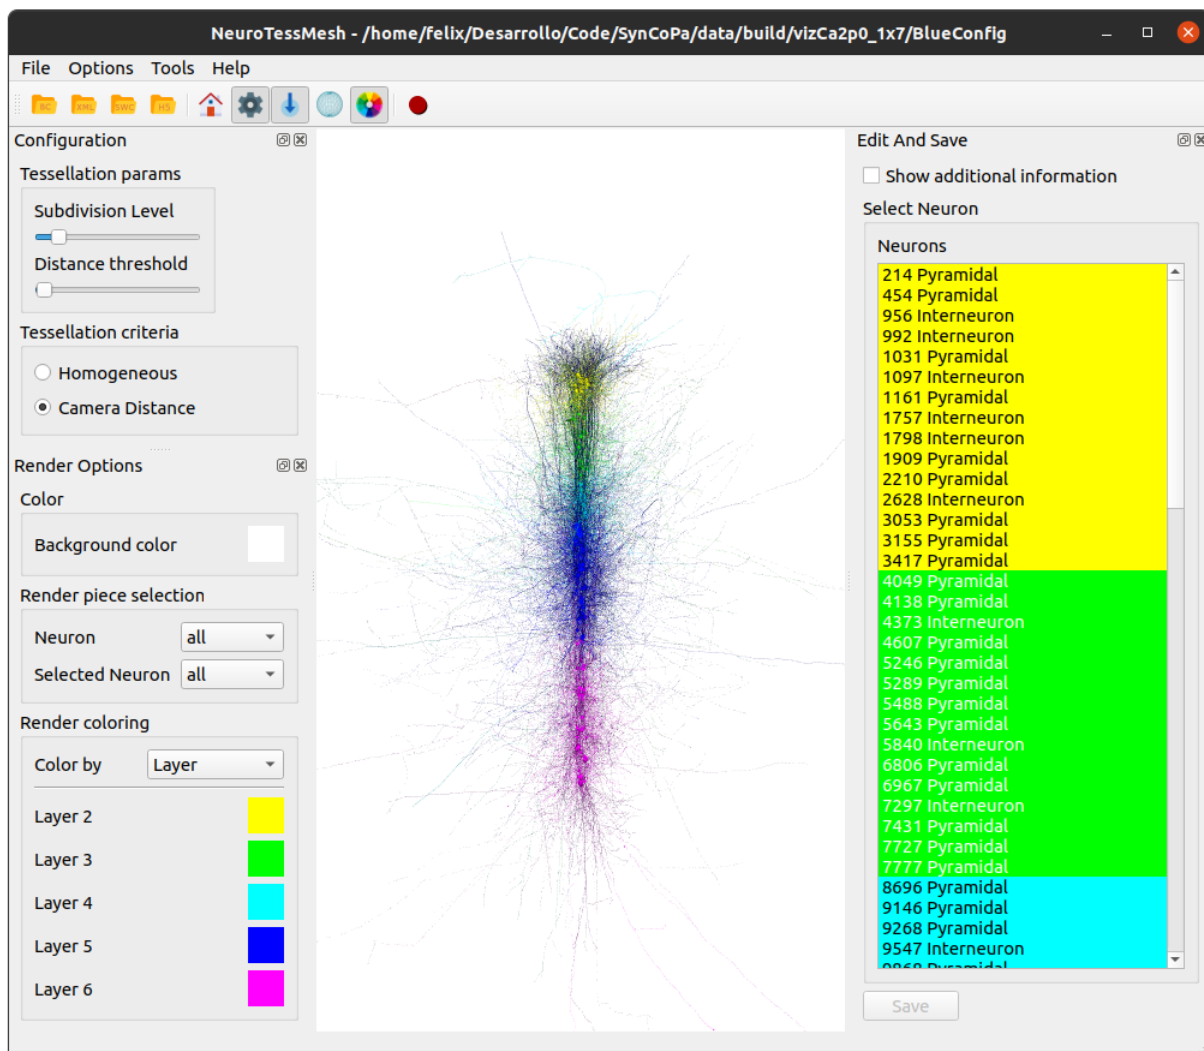 NeuroTessMesh - /home/felix/Desarrollo/Code/SynCoPa/data/build/vizCa2p0_1x7/BlueConfig
File Options Tools Help
BC XML SWC HS
Configuration
Tessellation params
Subdivision Level
Distance threshold
Tessellation criteria
Homogeneous
Camera Distance
Render Options
Color
Background color
Render piece selection
Neuron all
Selected Neuron all
Render coloring
Color by Layer
Layer 2
Layer 3
Layer 4
Layer 5
Layer 6
Edit And Save
Show additional information
Select Neuron
Neurons
214 Pyramidal
454 Pyramidal
956 Interneuron
992 Interneuron
1031 Pyramidal
1097 Interneuron
1161 Pyramidal
1757 Interneuron
1798 Interneuron
1909 Pyramidal
2210 Pyramidal
2628 Interneuron
3053 Pyramidal
3155 Pyramidal
3417 Pyramidal
4049 Pyramidal
4138 Pyramidal
4373 Interneuron
4607 Pyramidal
5246 Pyramidal
5289 Pyramidal
5488 Pyramidal
5643 Pyramidal
5840 Interneuron
6806 Pyramidal
6967 Pyramidal
7297 Interneuron
7431 Pyramidal
7727 Pyramidal
7777 Pyramidal
8696 Pyramidal
9146 Pyramidal
9268 Pyramidal
9547 Interneuron
9868 Pyramidal
Save